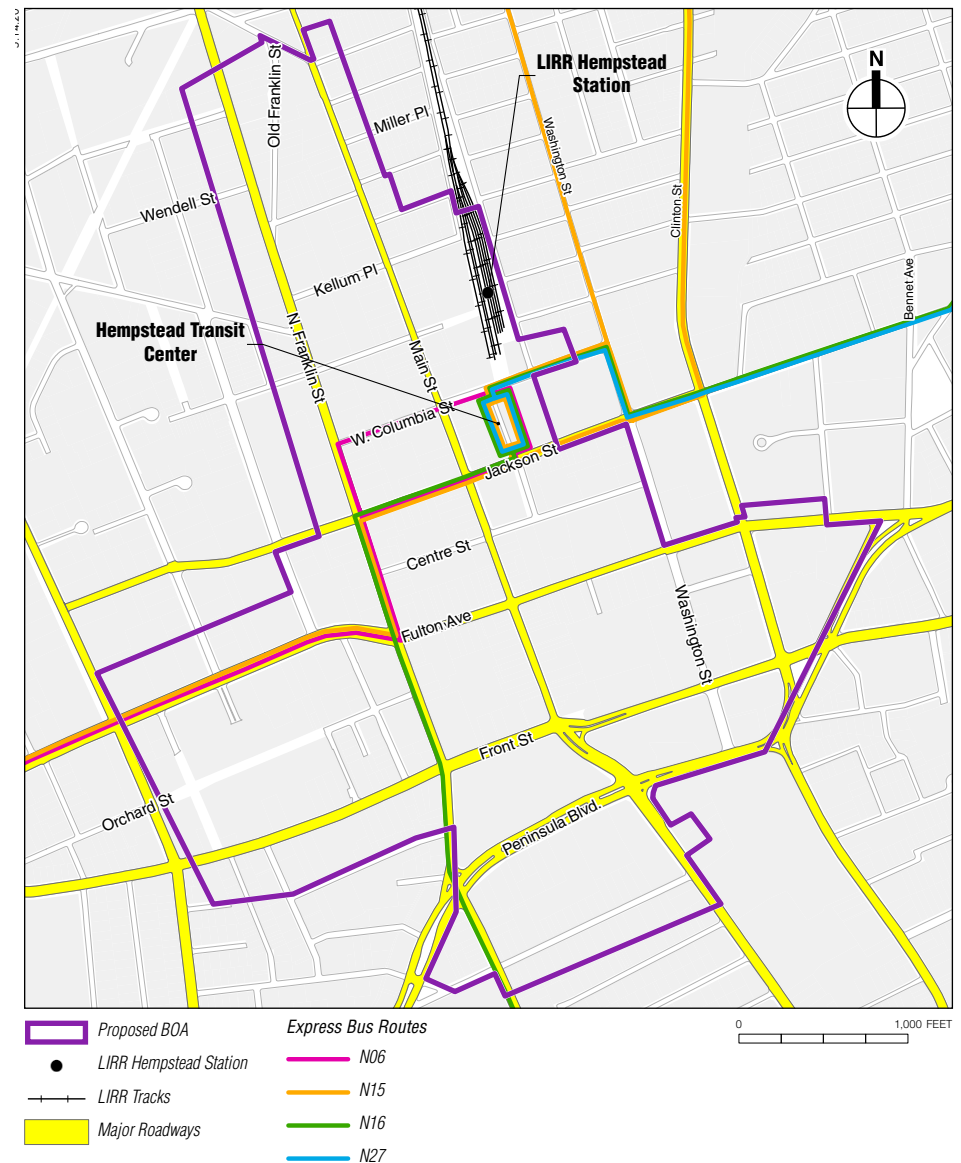 LIRR Hempstead
Station
N
Old Franklin St
Miller Pl
Washington St
Clinton St
Wendell St
Kellum Pl
Bennet Ave
Hempstead Transit
Center
N. Franklin St
Main St
W. Columbia St
Jackson St
Centre St
Fulton Ave
Washington St
Front St
Orchard St
Peninsula Blvd.
Proposed BOA
LIRR Hempstead Station
LIRR Tracks
Major Roadways
Express Bus Routes
N06
N15
N16
N27
0
1,000 FEET